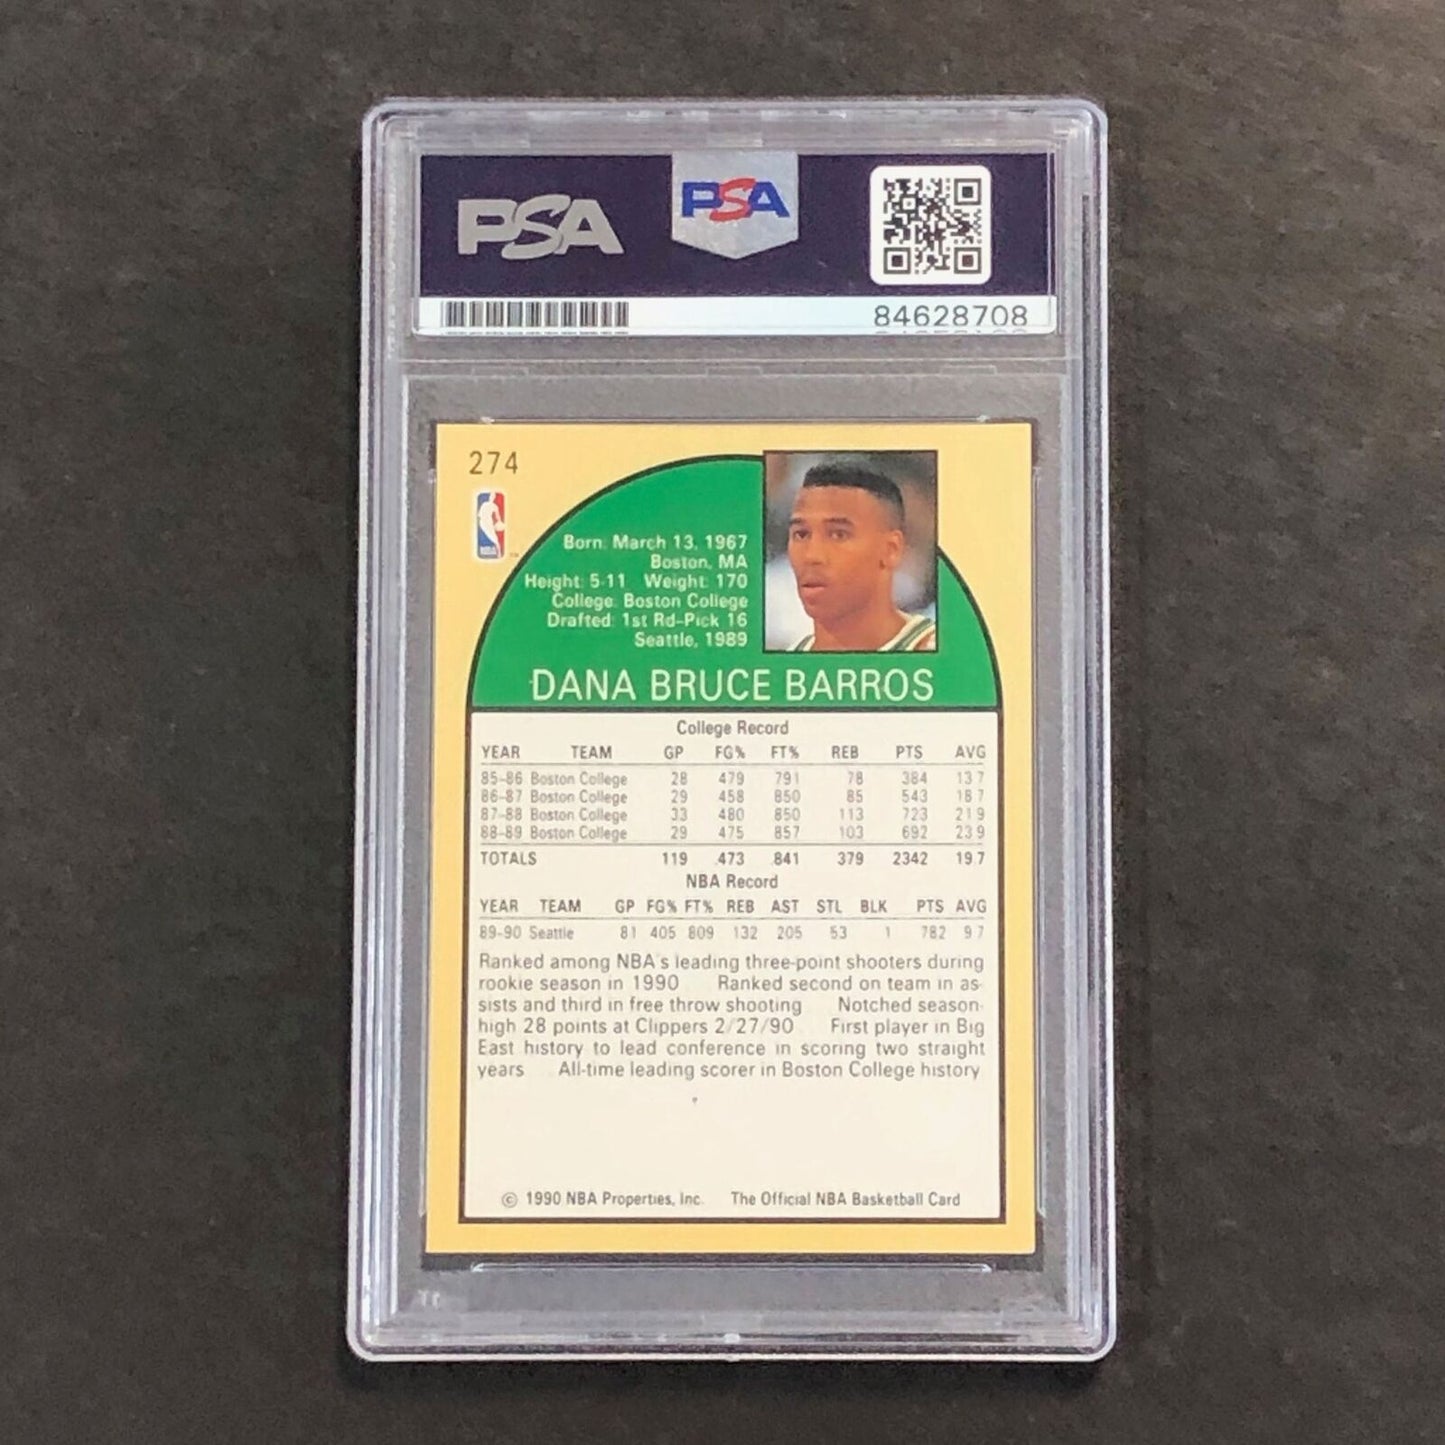 PSA
PSA
84628708
274
NBA
Born: March 13, 1967
Boston, MA
Height: 5-11 Weight: 170
College: Boston College
Drafted: 1st Rd-Pick 16
Seattle, 1989
DANA BRUCE BARROS
College Record
YEAR TEAM GP FG% FT% REB PTS AVG
85-86 Boston College 28 479 791 78 384 13.7
86-87 Boston College 29 458 850 85 543 18.7
87-88 Boston College 33 480 850 113 723 21.9
88-89 Boston College 29 475 857 103 692 23.9
TOTALS 119 .473 .841 379 2342 19.7
NBA Record
YEAR TEAM GP FG% FT% REB AST STL BLK PTS AVG
89-90 Seattle 81 405 809 132 205 53 1 782 9.7
Ranked among NBA's leading three-point shooters during
rookie season in 1990 Ranked second on team in as-
sists and third in free throw shooting Notched season-
high 28 points at Clippers 2/27/90 First player in Big
East history to lead conference in scoring two straight
years All-time leading scorer in Boston College history
© 1990 NBA Properties, Inc. The Official NBA Basketball Card